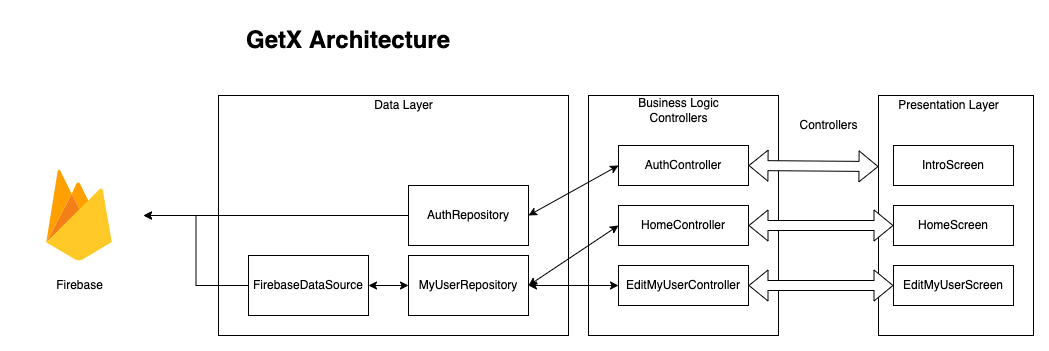 GetX Architecture
Data Layer
Business Logic
Controllers
Controllers
Presentation Layer
AuthController
IntroScreen
AuthRepository
HomeController
HomeScreen
Firebase
FirebaseDataSource
MyUserRepository
EditMyUserController
EditMyUserScreen